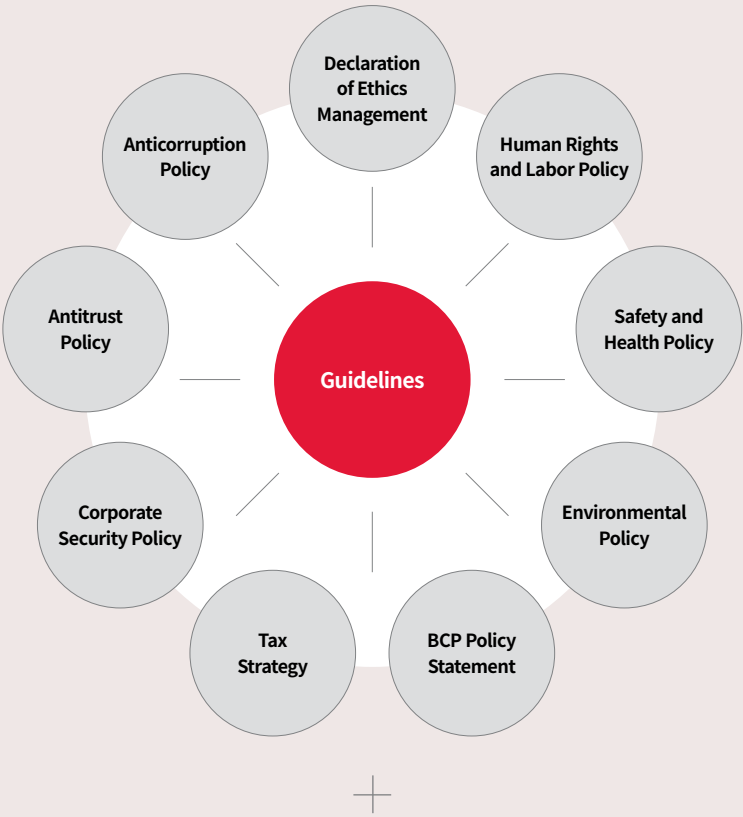 Declaration
of Ethics
Management
Human Rights
and Labor Policy
Safety and
Health Policy
Environmental
Policy
BCP Policy
Statement
Tax
Strategy
Corporate
Security Policy
Antitrust
Policy
Anticorruption
Policy
Guidelines